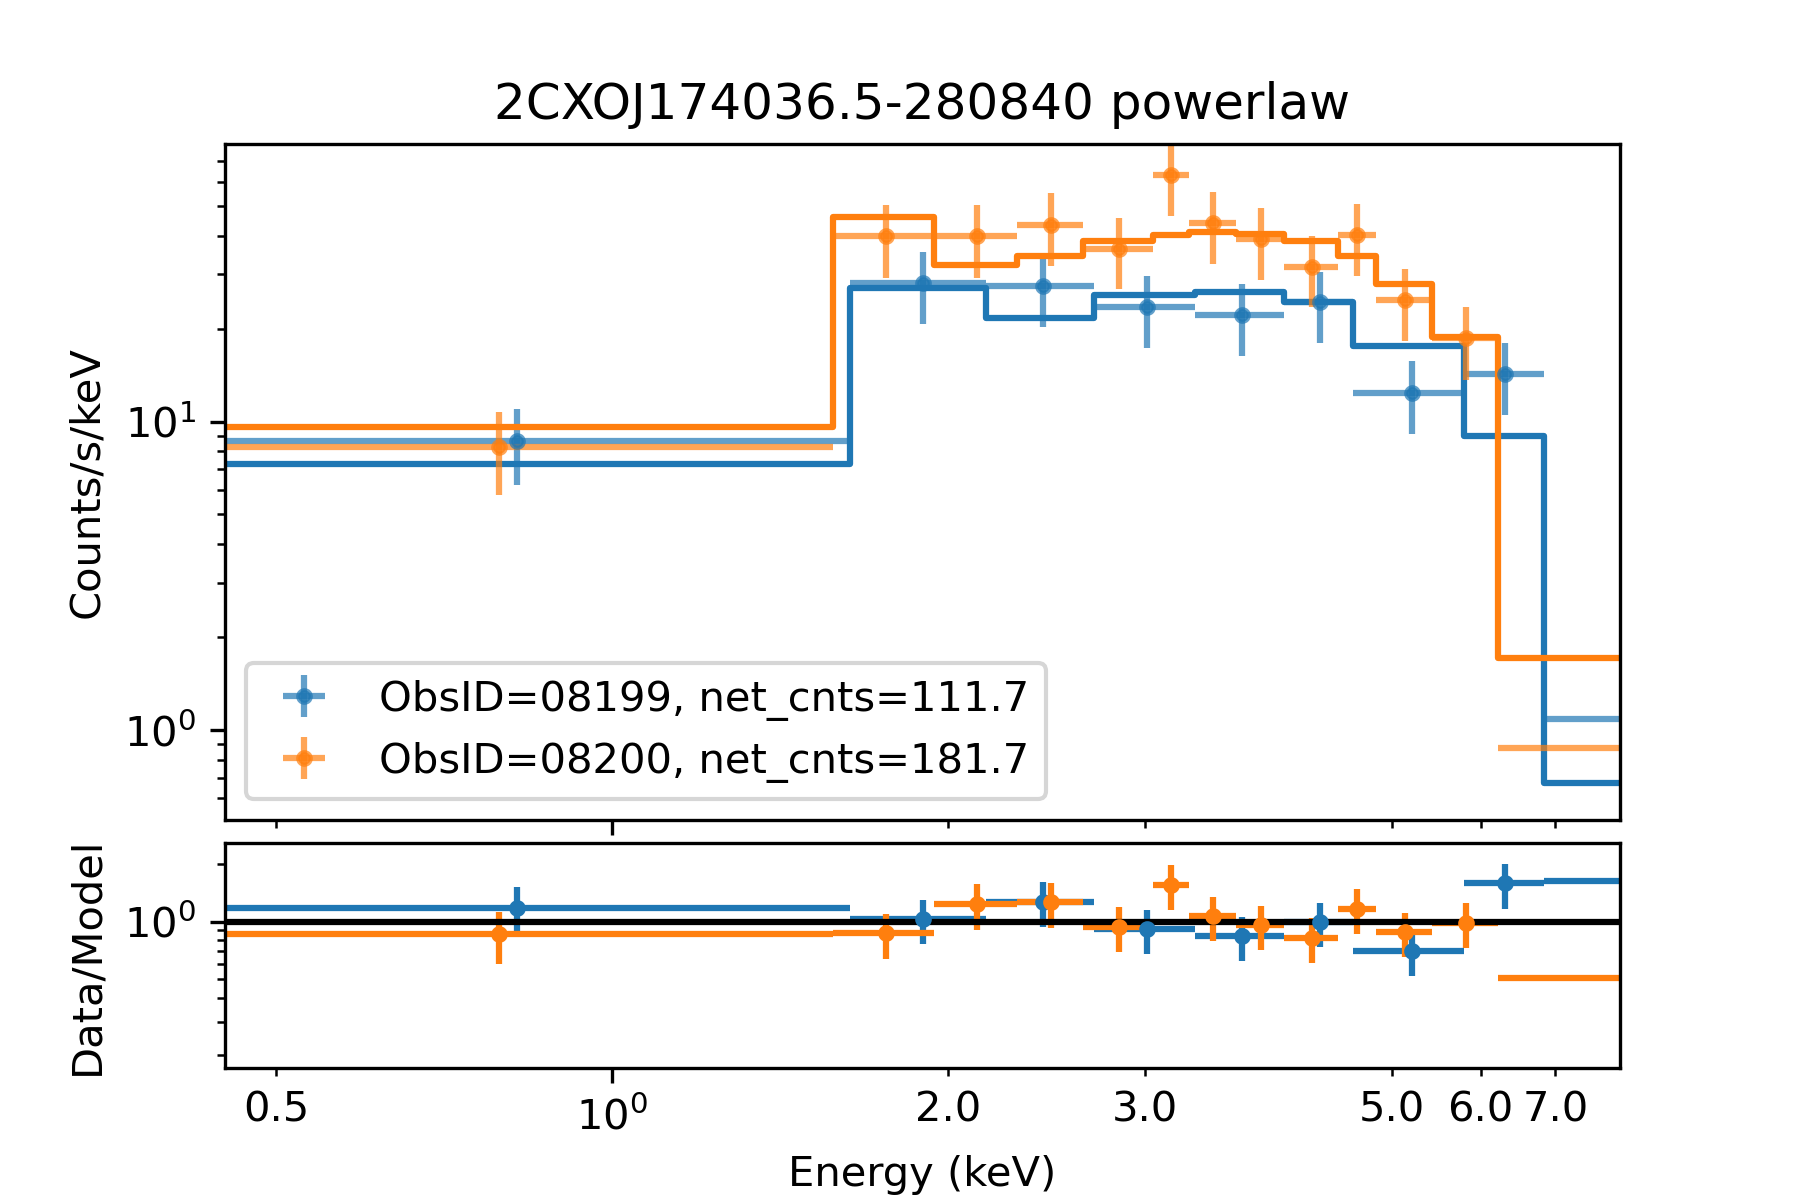 2CXOJ174036.5-280840 powerlaw
Counts/s/keV
10¹
10⁰
ObsID=08199, net_cnts=111.7
ObsID=08200, net_cnts=181.7
Data/Model
10⁰
0.5 10⁰ 2.0 3.0 5.0 6.0 7.0
Energy (keV)